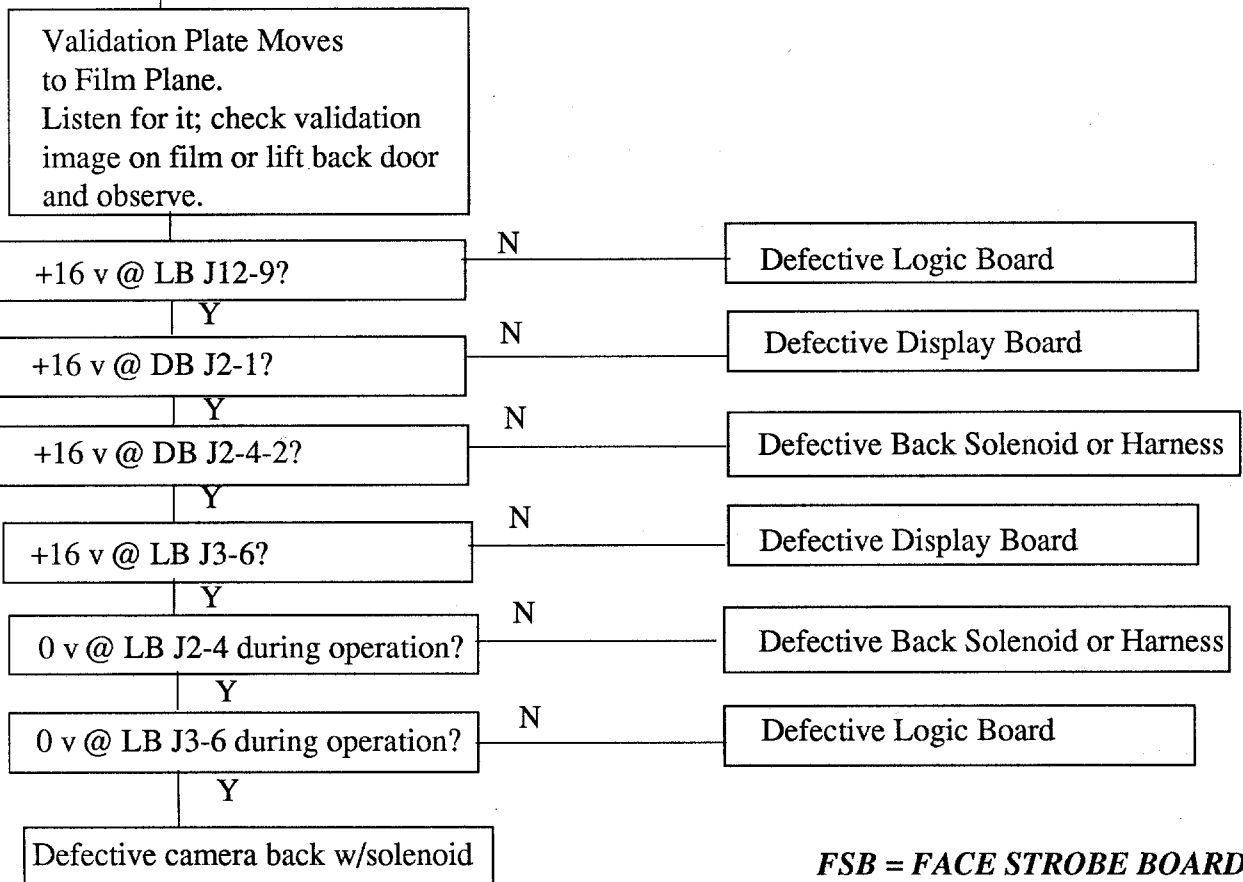 Validation Plate Moves
to Film Plane.
Listen for it; check validation
image on film or lift back door
and observe.
+16 v @ LB J12-9?
N
Defective Logic Board
Y
+16 v @ DB J2-1?
N
Defective Display Board
Y
+16 v @ DB J2-4-2?
N
Defective Back Solenoid or Harness
Y
+16 v @ LB J3-6?
N
Defective Display Board
Y
0 v @ LB J2-4 during operation?
N
Defective Back Solenoid or Harness
Y
0 v @ LB J3-6 during operation?
N
Defective Logic Board
Y
Defective camera back w/solenoid
FSB = FACE STROBE BOARD